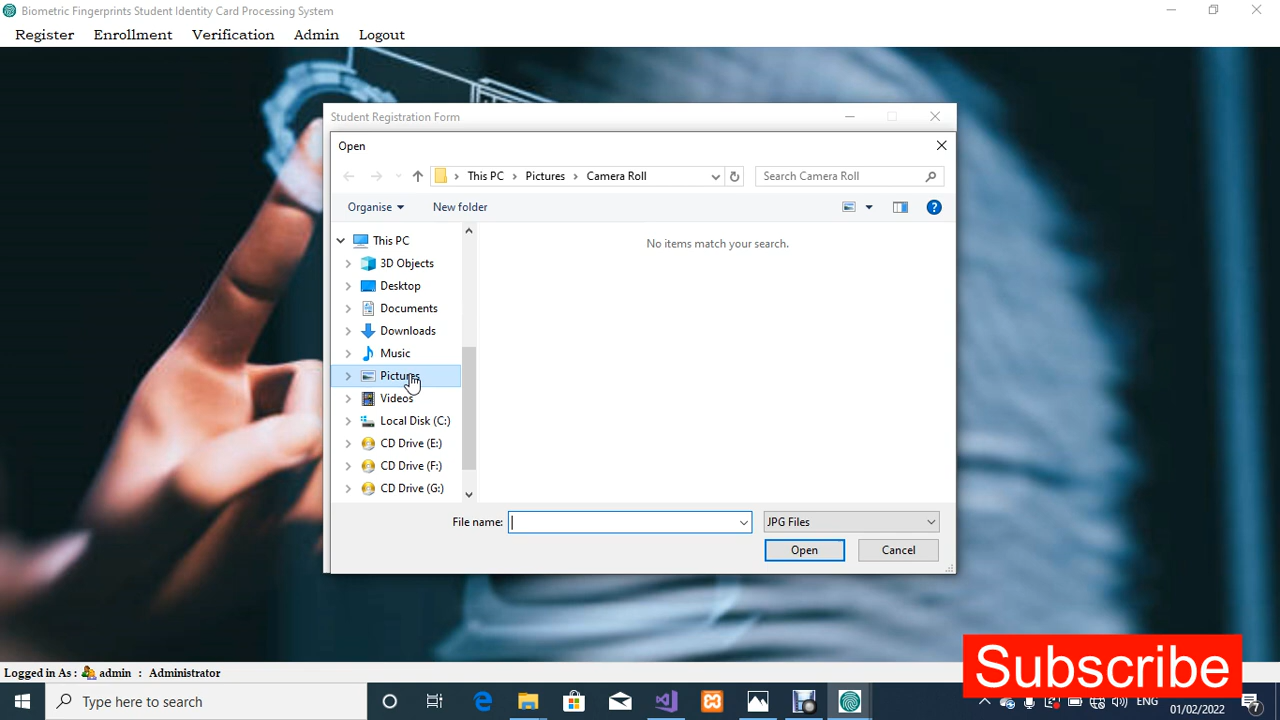 Biometric Fingerprints Student Identity Card Processing System
Register Enrollment Verification Admin Logout
Student Registration Form
Open
This PC Pictures Camera Roll Search Camera Roll
Organise New folder
This PC
No items match your search.
3D Objects
Desktop
Documents
Downloads
Music
Pictures
Videos
Local Disk (C:)
CD Drive (E:)
CD Drive (F:)
CD Drive (G:)
File name: JPG Files
Open Cancel
Subscribe
Logged in As : admin : Administrator
Type here to search
ENG
01/02/2022
7